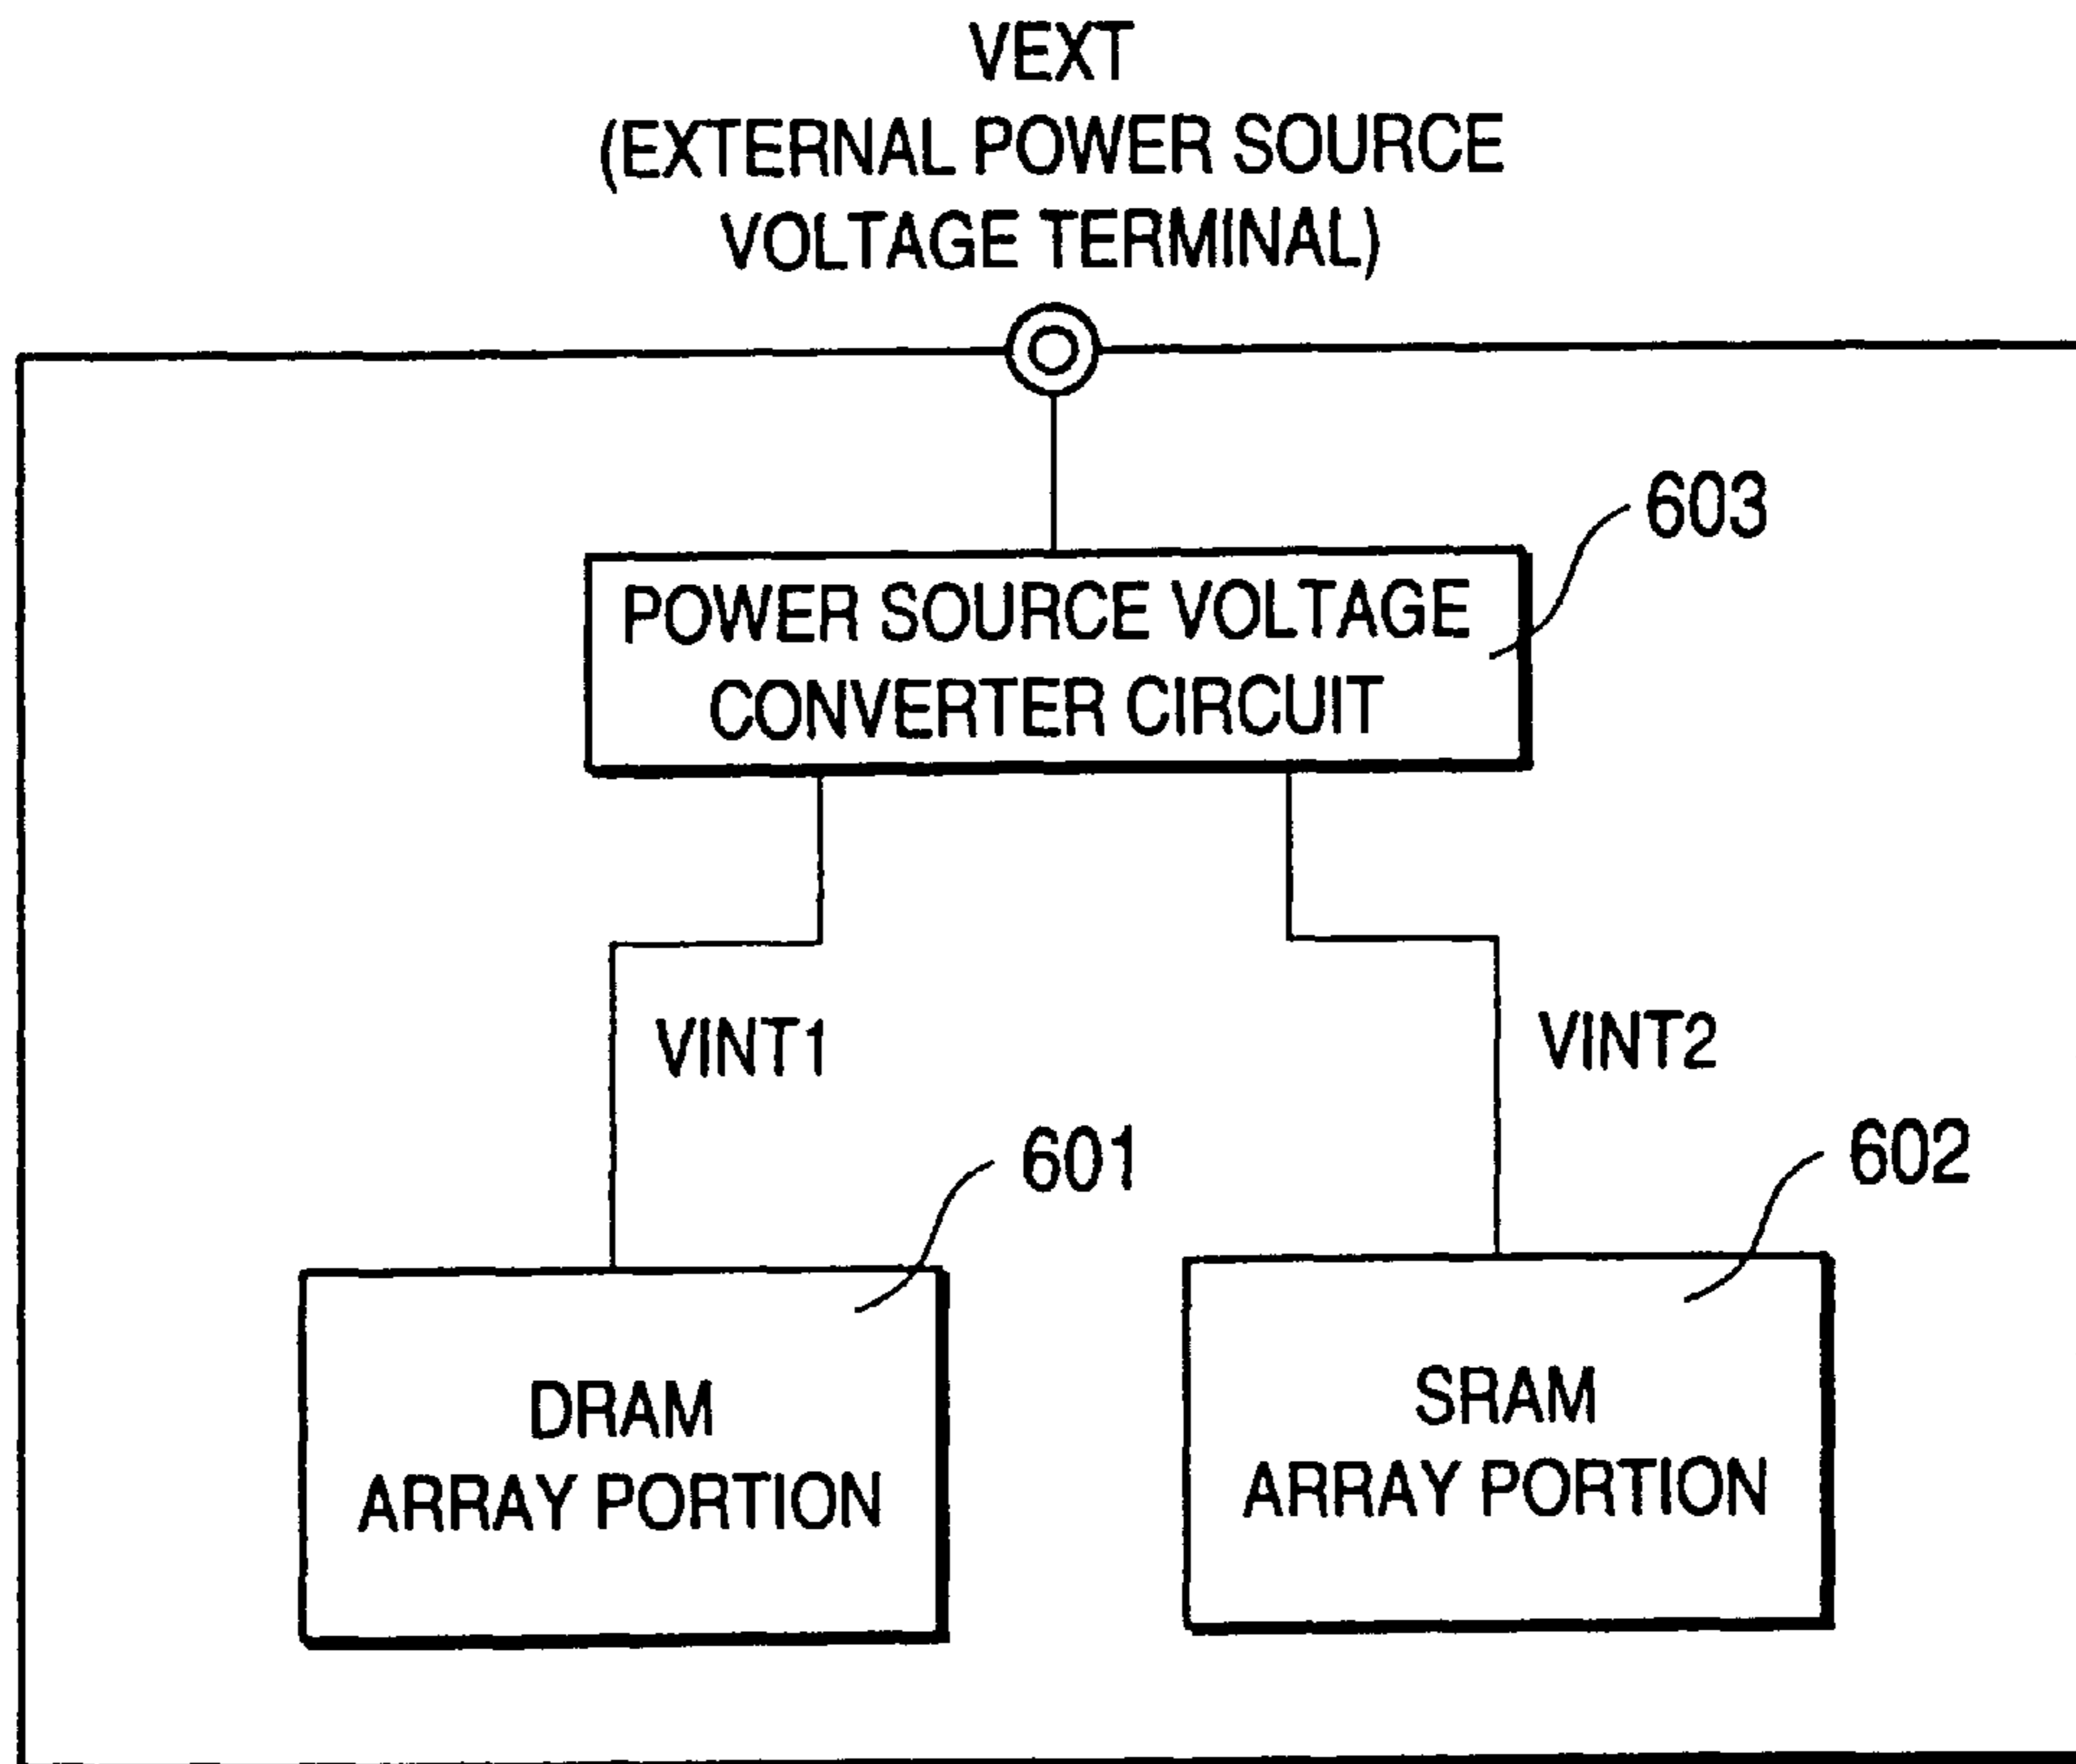 VEXT
(EXTERNAL POWER SOURCE
VOLTAGE TERMINAL)
603
POWER SOURCE VOLTAGE
CONVERTER CIRCUIT
VINT1
VINT2
601
602
DRAM
ARRAY PORTION
SRAM
ARRAY PORTION